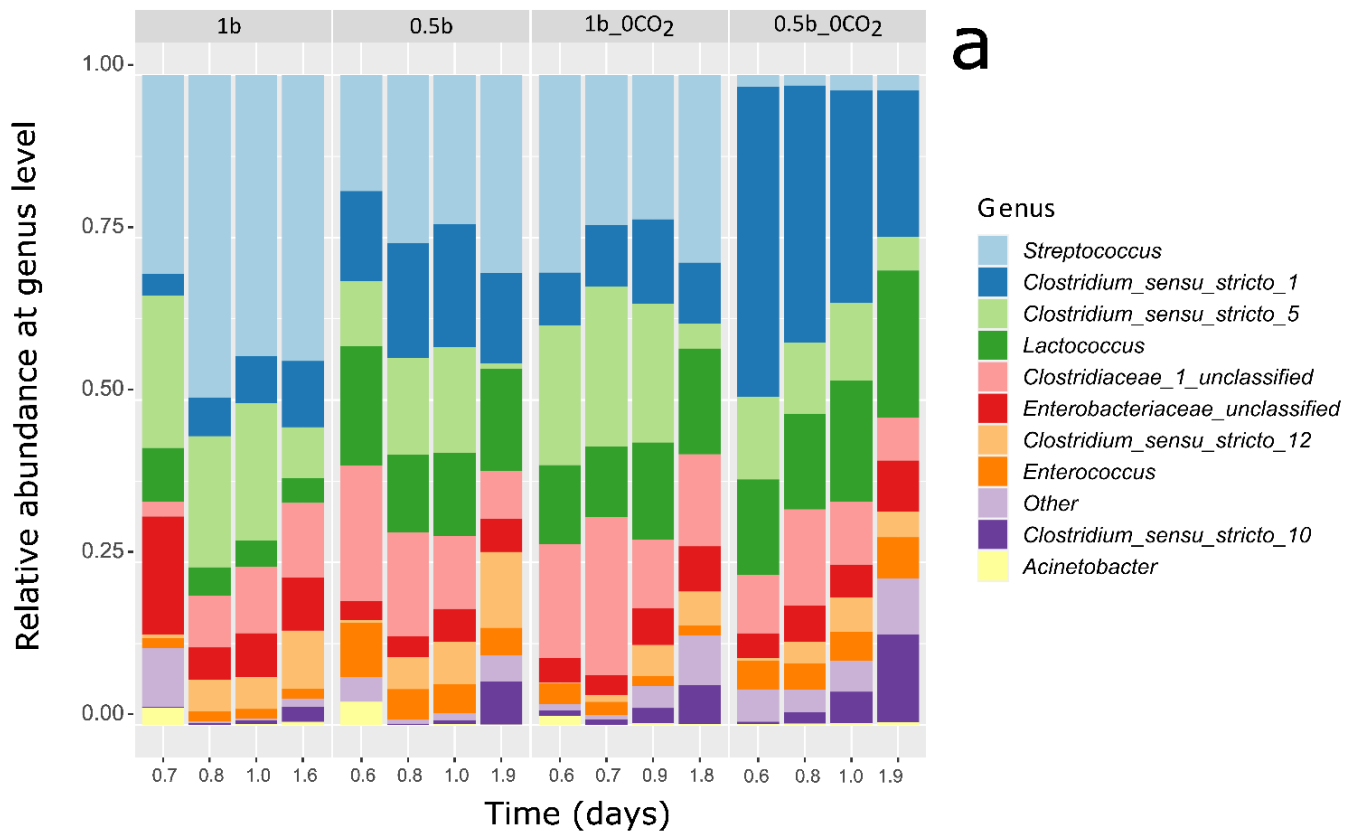 1b 0.5b 1b_0CO₂ 0.5b_0CO₂
a
Relative abundance at genus level
1.00
0.75
0.50
0.25
0.00
0.7 0.8 1.0 1.6 0.6 0.8 1.0 1.9 0.6 0.7 0.9 1.8 0.6 0.8 1.0 1.9
Time (days)
Genus
Streptococcus
Clostridium_sensu_stricto_1
Clostridium_sensu_stricto_5
Lactococcus
Clostridiaceae_1_unclassified
Enterobacteriaceae_unclassified
Clostridium_sensu_stricto_12
Enterococcus
Other
Clostridium_sensu_stricto_10
Acinetobacter